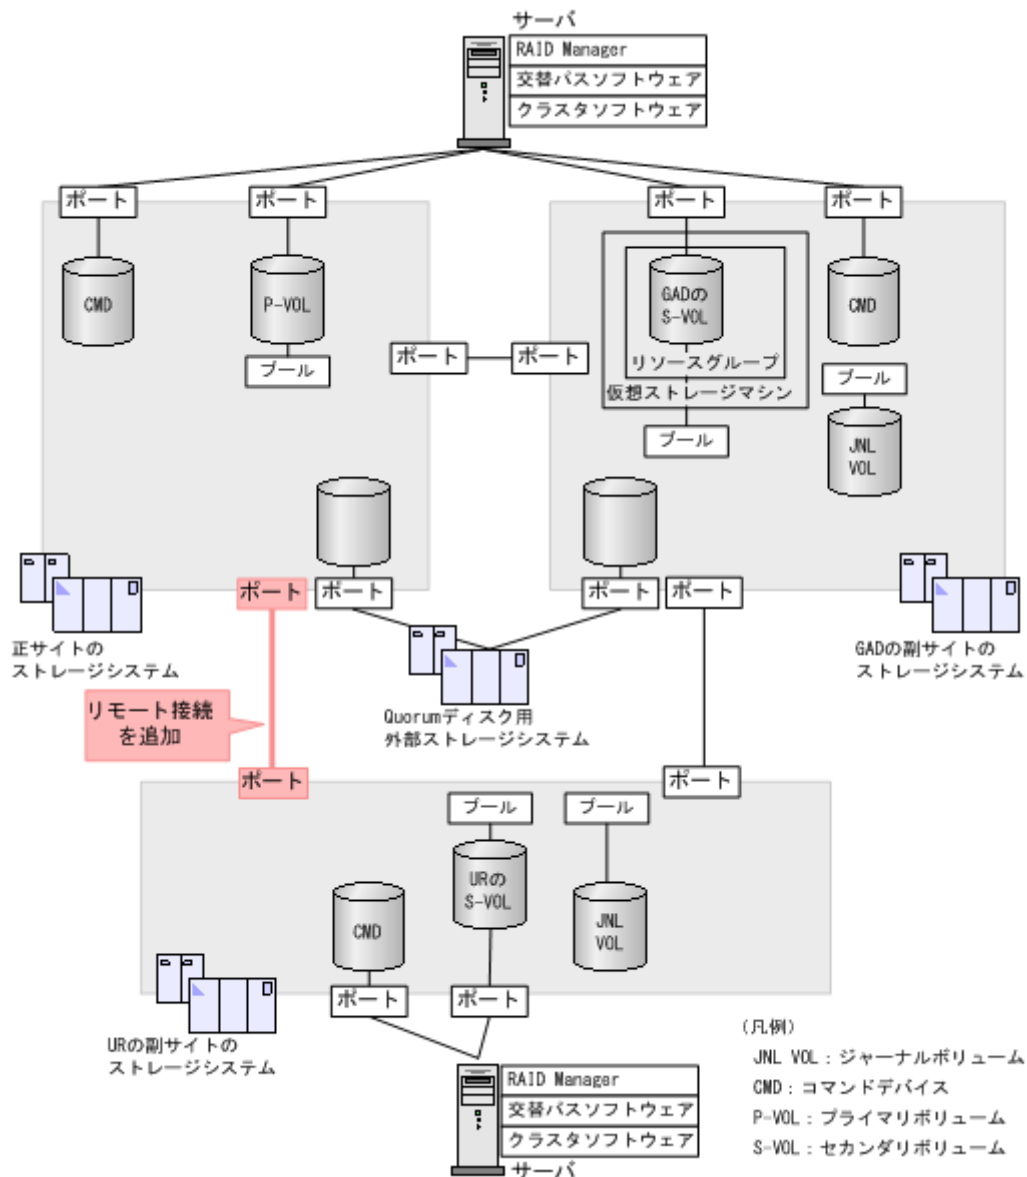 サーバ
RAID Manager
交替パスソフトウェア
クラスタソフトウェア
ポート
ポート
ポート
ポート
CMD
P-VOL
GADの
S-VOL
CMD
プール
ポート
ポート
リソースグループ
仮想ストレージマシン
プール
プール
JNL
VOL
ポート
ポート
ポート
ポート
正サイトの
ストレージシステム
GADの副サイトの
ストレージシステム
リモート接続
を追加
Quorumディスク用
外部ストレージシステム
ポート
ポート
プール
プール
URの
S-VOL
CMD
JNL
VOL
ポート
ポート
URの副サイトの
ストレージシステム
RAID Manager
交替パスソフトウェア
クラスタソフトウェア
サーバ
(凡例)
JNL VOL：ジャーナルボリューム
CMD：コマンドデバイス
P-VOL：プライマリボリューム
S-VOL：セカンダリボリューム